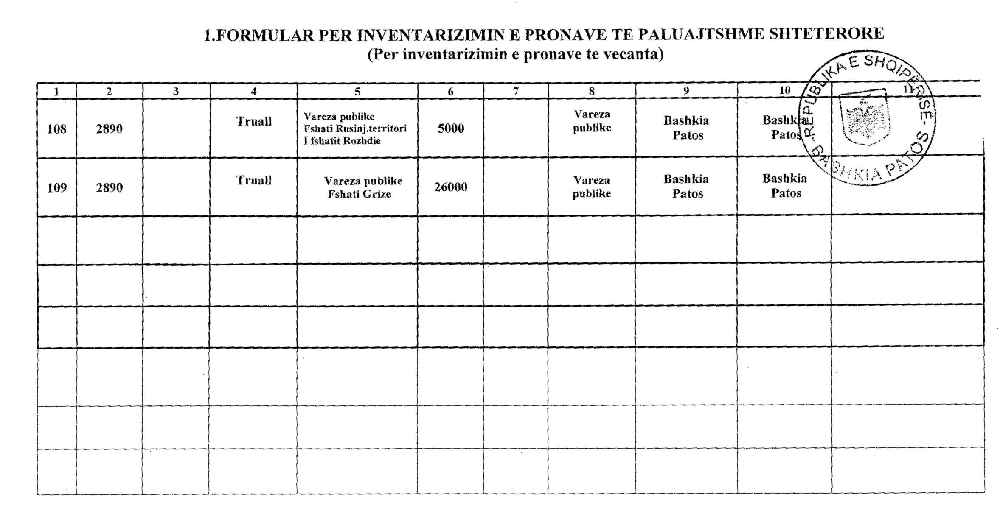 1.FORMULAR PER INVENTARIZIMIN E PRONAVE TE PALUAJTSHME SHTETERORE
(Per inventarizimin e pronave te vecanta)
1 2 3 4 5 6 7 8 9 10 11
108 2890 Truall Vareza publike Fshati Rusinj.territori I fshatit Rozhdie 5000 Vareza publike Bashkia Patos Bashkia Patos
109 2890 Truall Vareza publike Fshati Grize 26000 Vareza publike Bashkia Patos Bashkia Patos
-REPUBLIKA E SHQIPËRISË-
BASHKIA PATOS